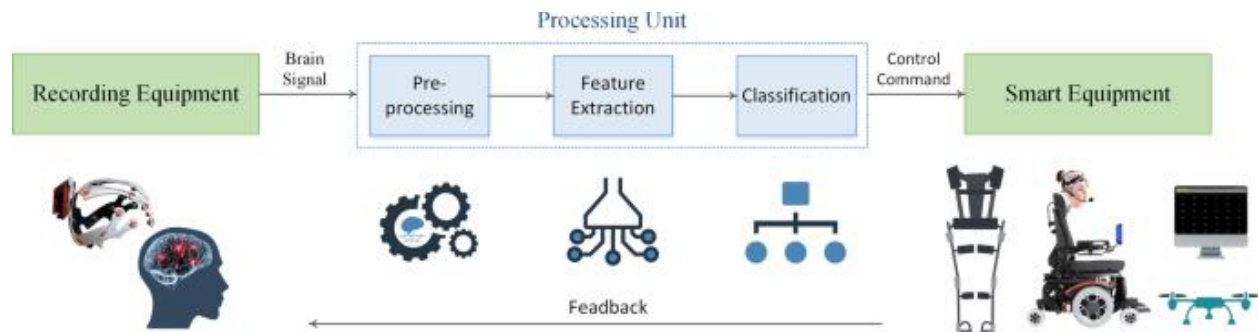 Processing Unit
Recording Equipment
Brain
Signal
Pre-
processing
Feature
Extraction
Classification
Control
Command
Smart Equipment
Feadback